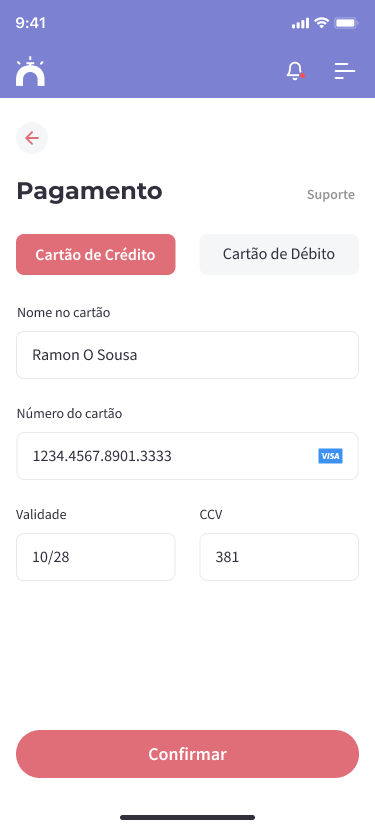 9:41
Pagamento
Suporte
Cartão de Crédito
Cartão de Débito
Nome no cartão
Ramon O Sousa
Número do cartão
1234.4567.8901.3333
VISA
Validade
CCV
10/28
381
Confirmar